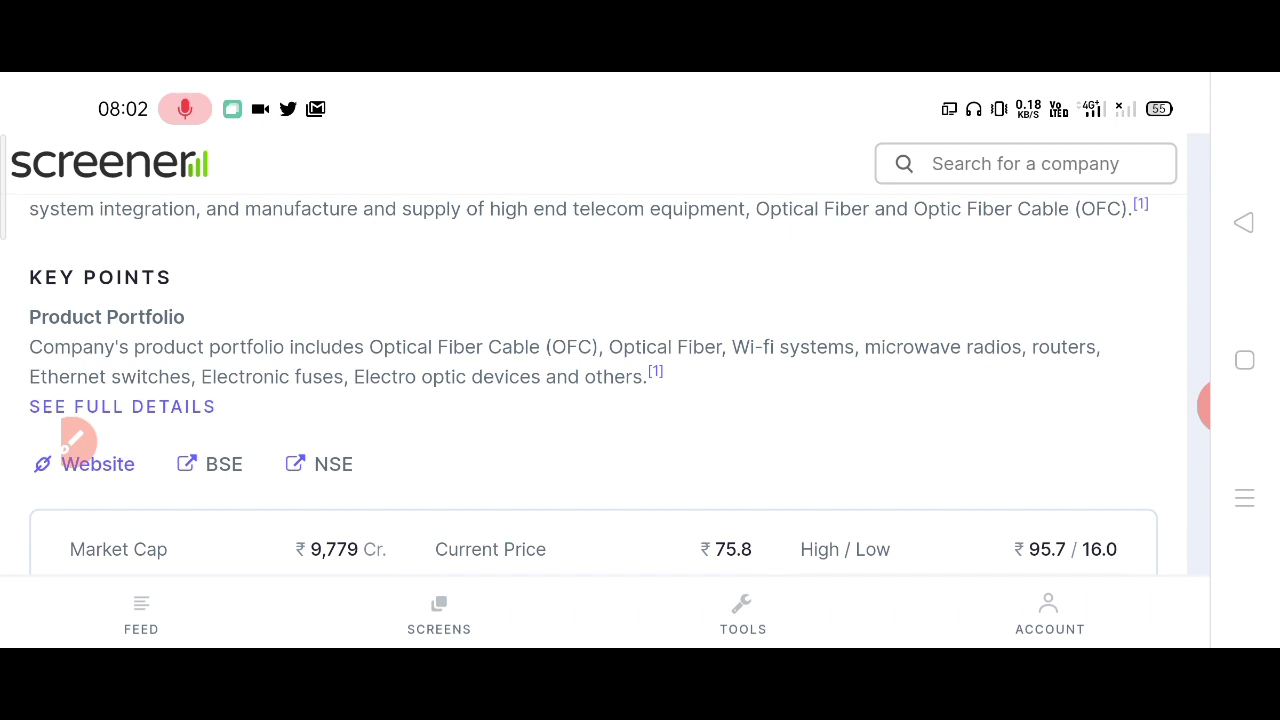 08:02 0.18 KB/S Vo LTED 4G+ 55
screener
Search for a company
system integration, and manufacture and supply of high end telecom equipment, Optical Fiber and Optic Fiber Cable (OFC).[1]
KEY POINTS
Product Portfolio
Company's product portfolio includes Optical Fiber Cable (OFC), Optical Fiber, Wi-fi systems, microwave radios, routers,
Ethernet switches, Electronic fuses, Electro optic devices and others.[1]
SEE FULL DETAILS
Website BSE NSE
Market Cap ₹ 9,779 Cr. Current Price ₹ 75.8 High / Low ₹ 95.7 / 16.0
FEED SCREENS TOOLS ACCOUNT